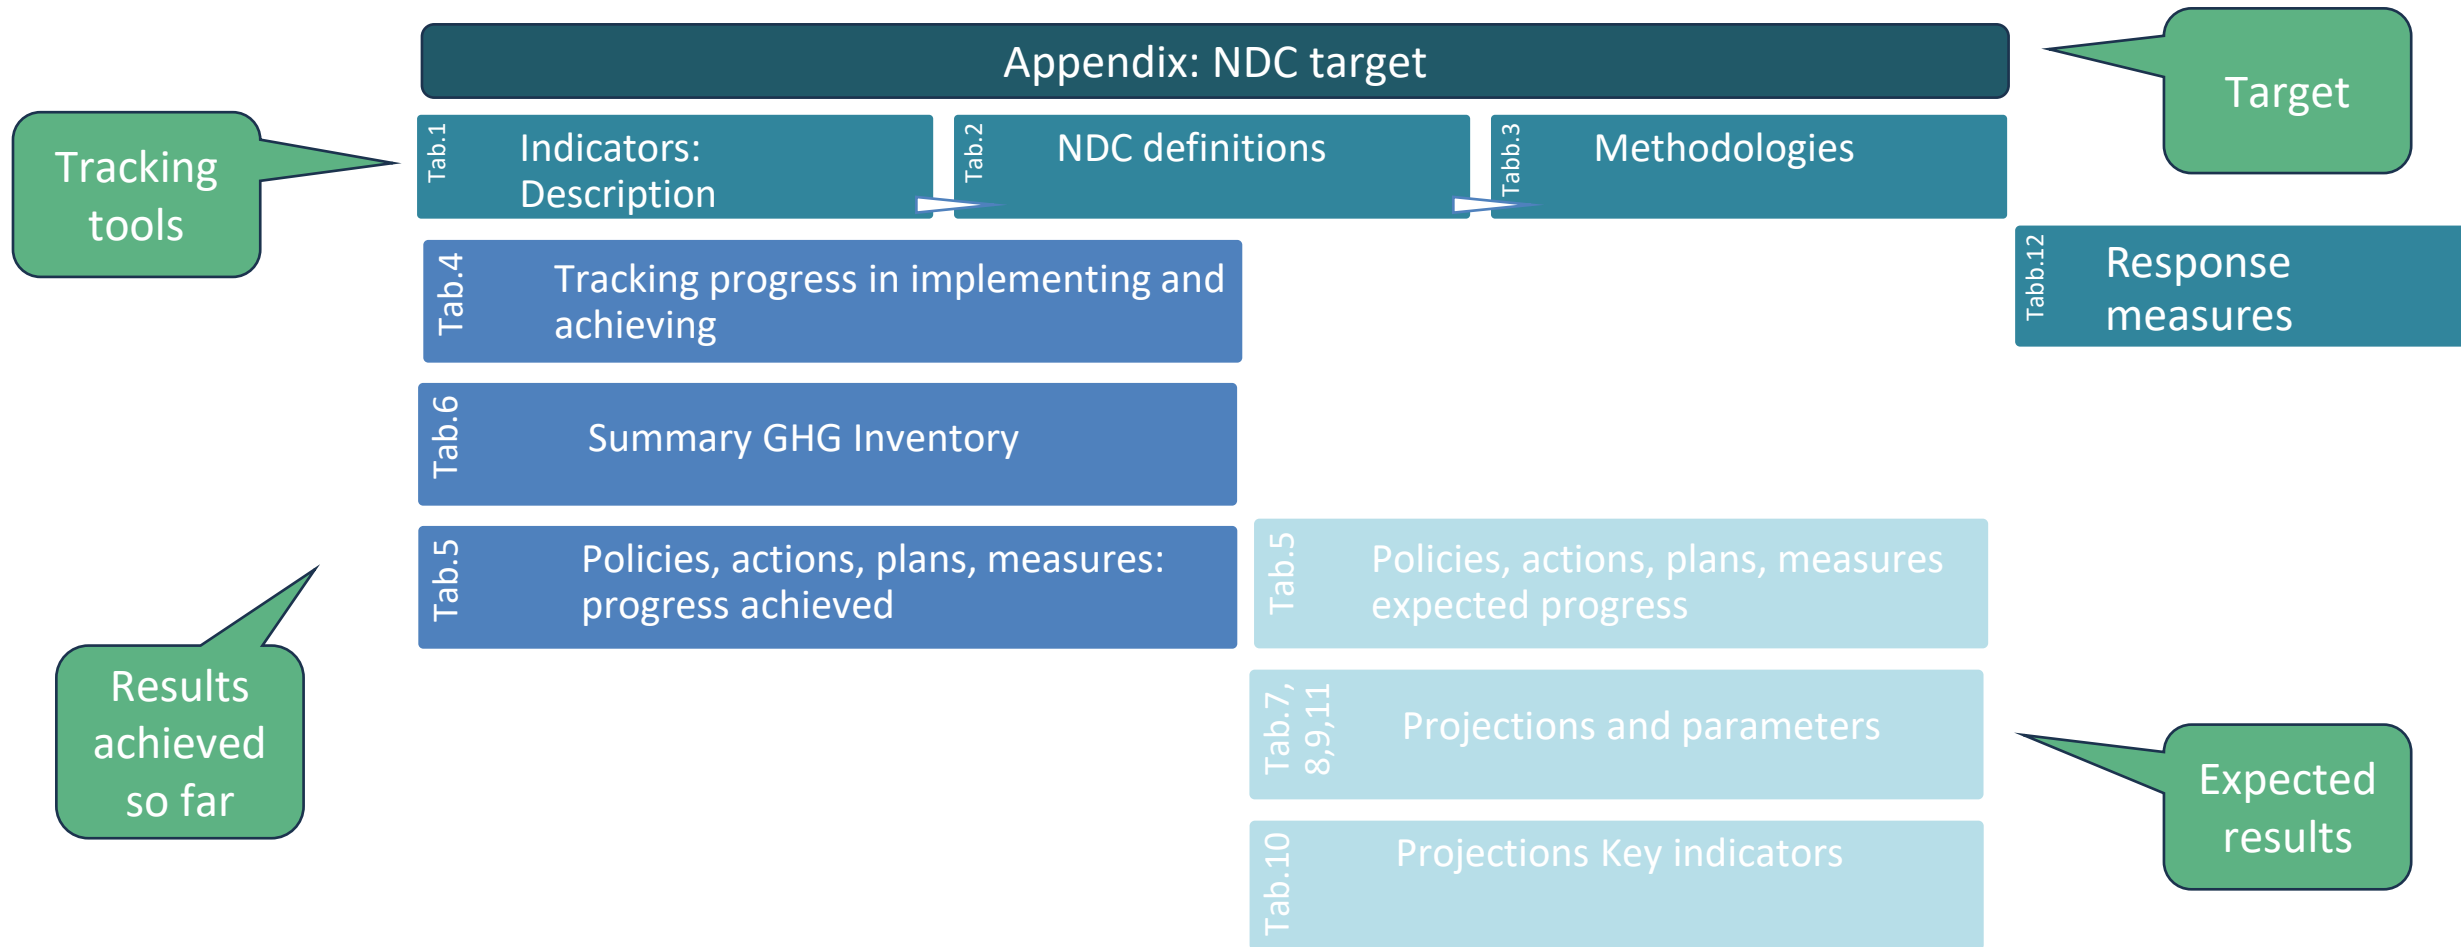 Appendix: NDC target
Target
Tracking
tools
Tab.1
Indicators:
Description
Tab.2
NDC definitions
Tabb.3
Methodologies
Tab.4
Tracking progress in implementing and
achieving
Tabb.12
Response
measures
Tab.6
Summary GHG Inventory
Tab.5
Policies, actions, plans, measures:
progress achieved
Tab.5
Policies, actions, plans, measures
expected progress
Results
achieved
so far
Tab.7,
8,9,11
Projections and parameters
Expected
results
Tab.10
Projections Key indicators